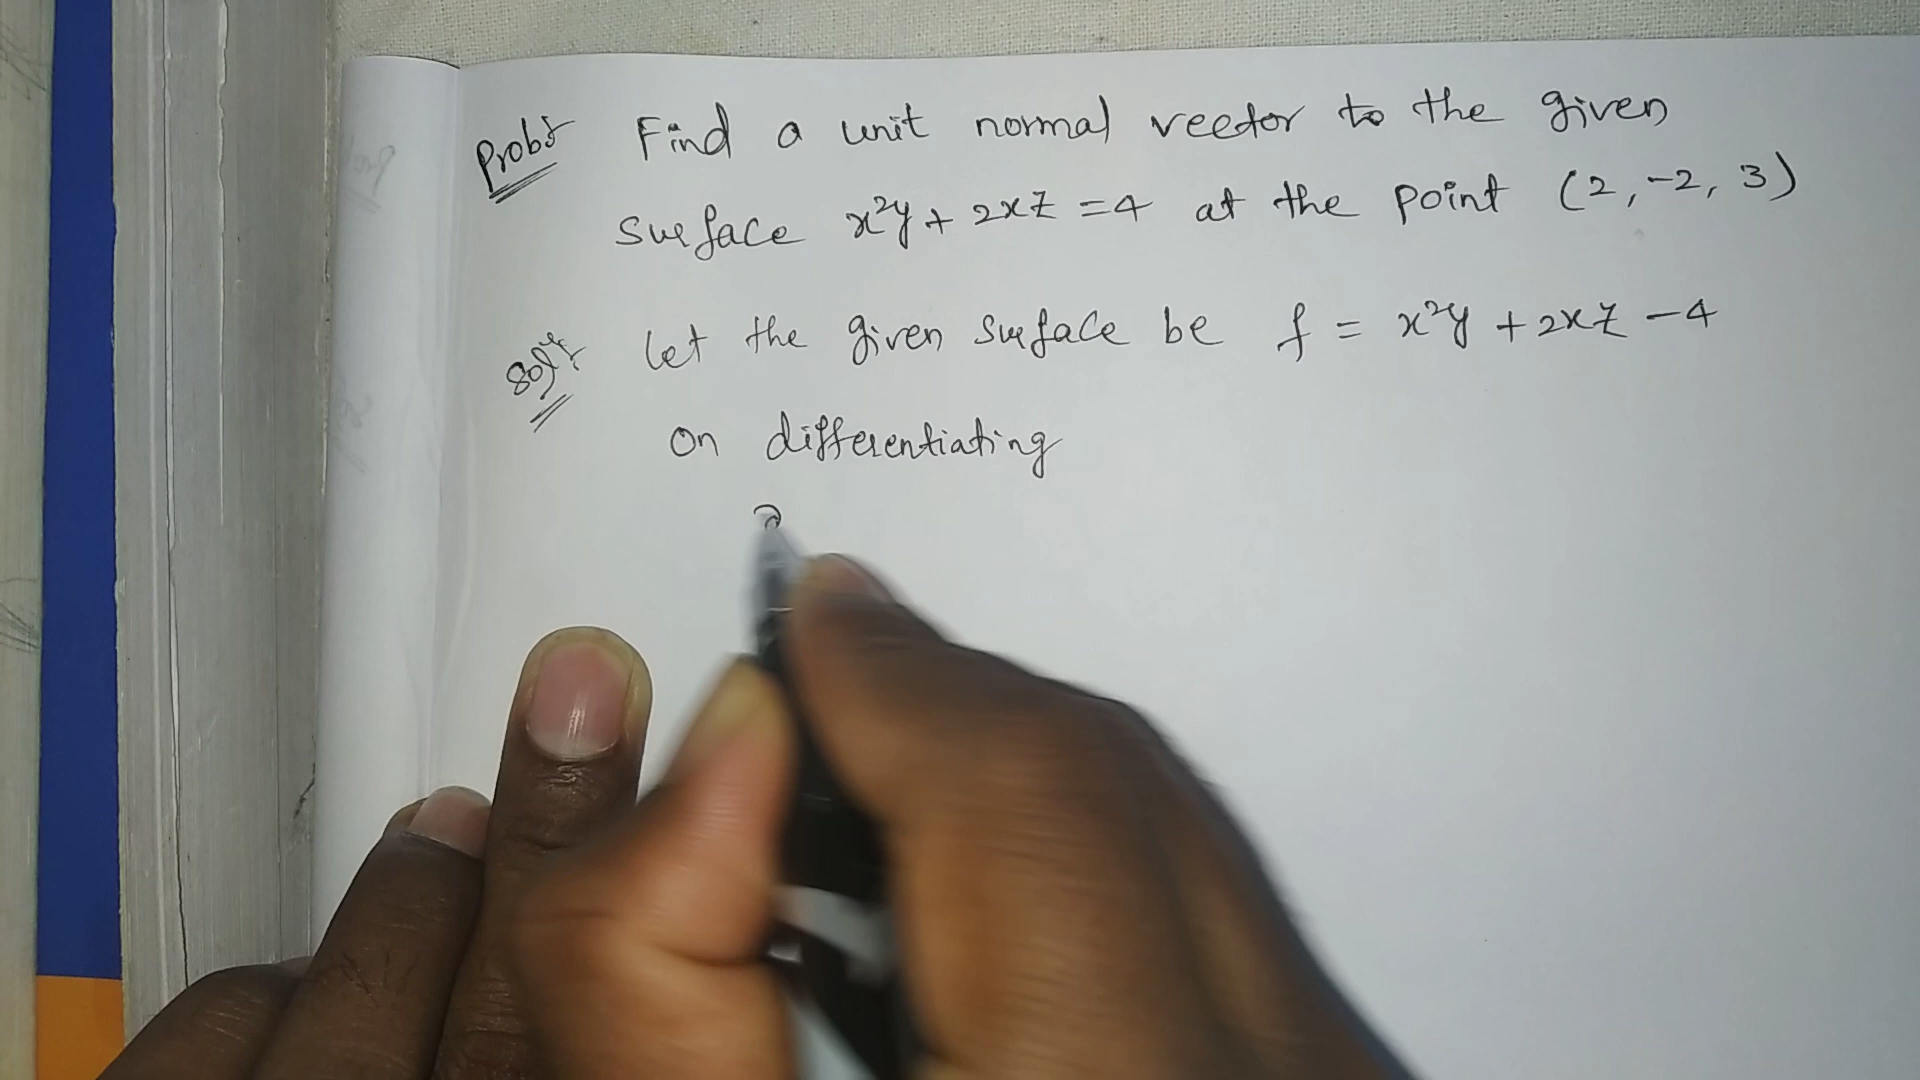 Prob:- Find a unit normal vector to the given
surface x²y + 2xz = 4 at the point (2, -2, 3)
Sol:- Let the given surface be f = x²y + 2xz - 4
On differentiating
∂